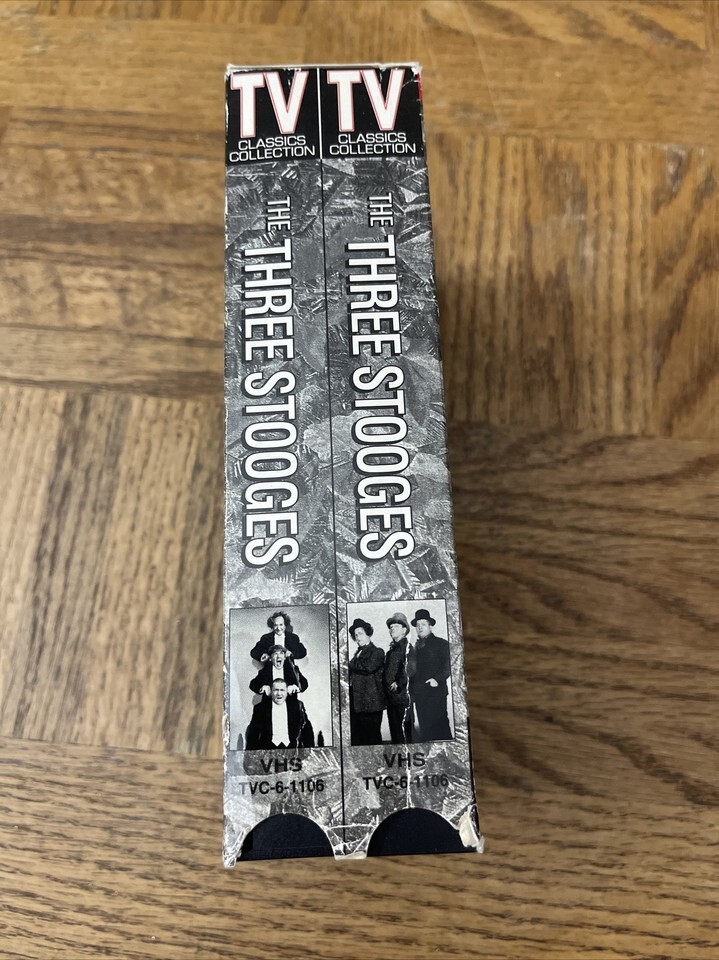 TV
CLASSICS
COLLECTION
THE THREE STOOGES
VHS
TVC-6-1106
TV
CLASSICS
COLLECTION
THE THREE STOOGES
VHS
TVC-6-1106